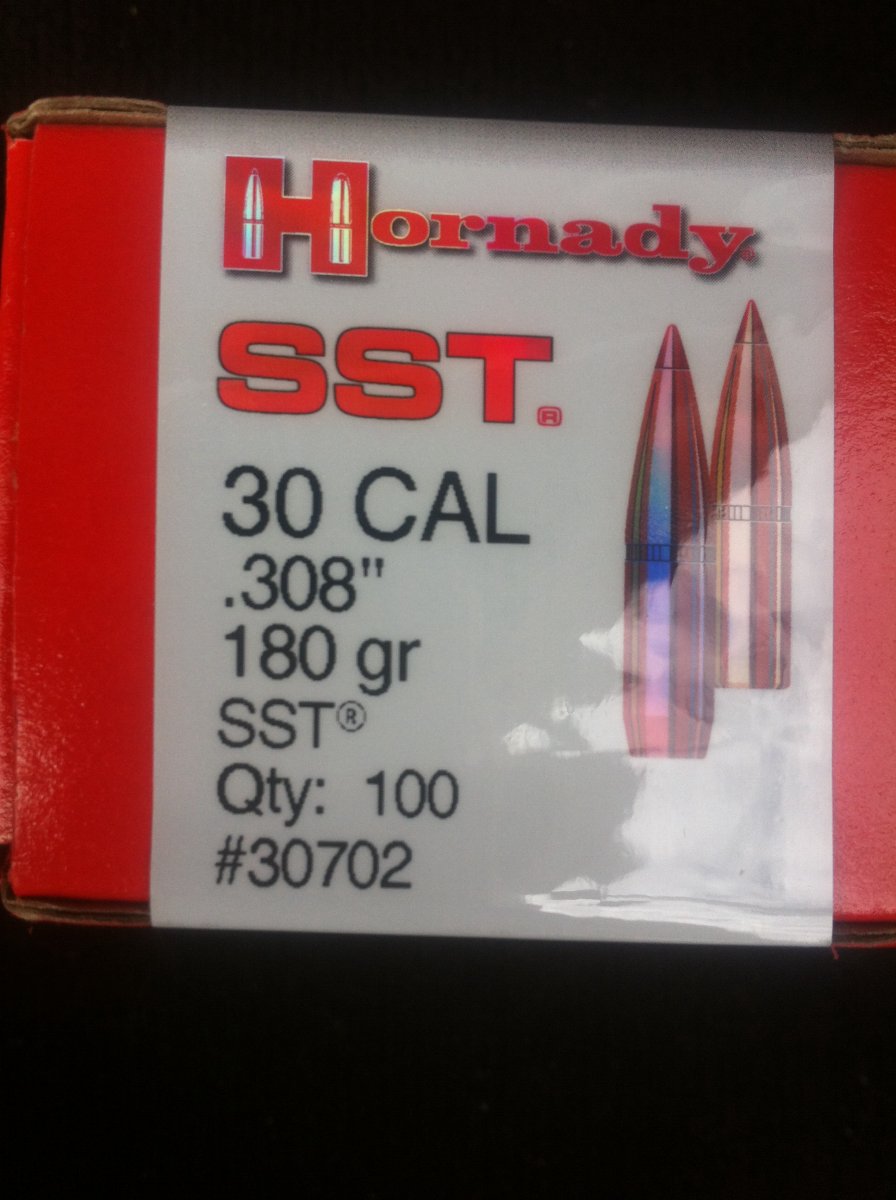 Hornady
SST®
30 CAL
.308"
180 gr
SST®
Qty: 100
#30702